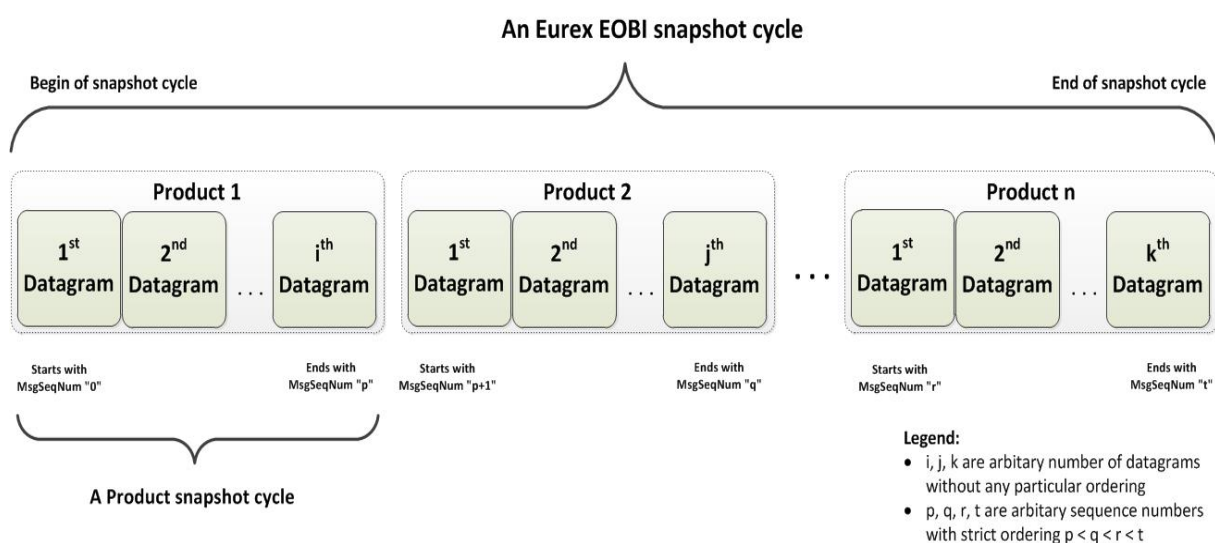 An Eurex EOBI snapshot cycle
Begin of snapshot cycle
End of snapshot cycle
Product 1
1st
Datagram
2nd
Datagram
...
ith
Datagram
Product 2
1st
Datagram
2nd
Datagram
...
jth
Datagram
...
Product n
1st
Datagram
2nd
Datagram
...
kth
Datagram
Starts with
MsgSeqNum "0"
Ends with
MsgSeqNum "p"
Starts with
MsgSeqNum "p+1"
Ends with
MsgSeqNum "q"
Starts with
MsgSeqNum "r"
Ends with
MsgSeqNum "t"
A Product snapshot cycle
Legend:
• i, j, k are arbitary number of datagrams
without any particular ordering
• p, q, r, t are arbitary sequence numbers
with strict ordering p < q < r < t